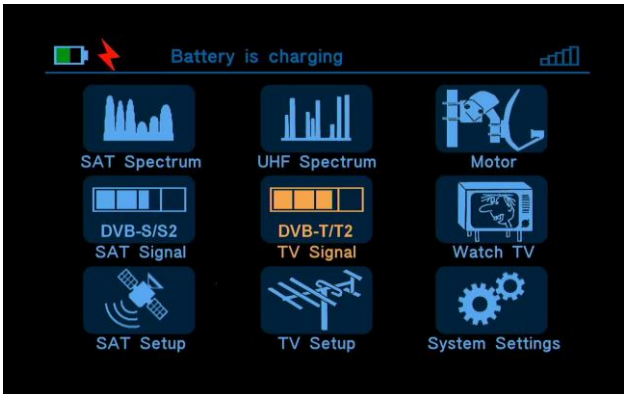 Battery is charging
SAT Spectrum
UHF Spectrum
Motor
DVB-S/S2
SAT Signal
DVB-T/T2
TV Signal
Watch TV
SAT Setup
TV Setup
System Settings